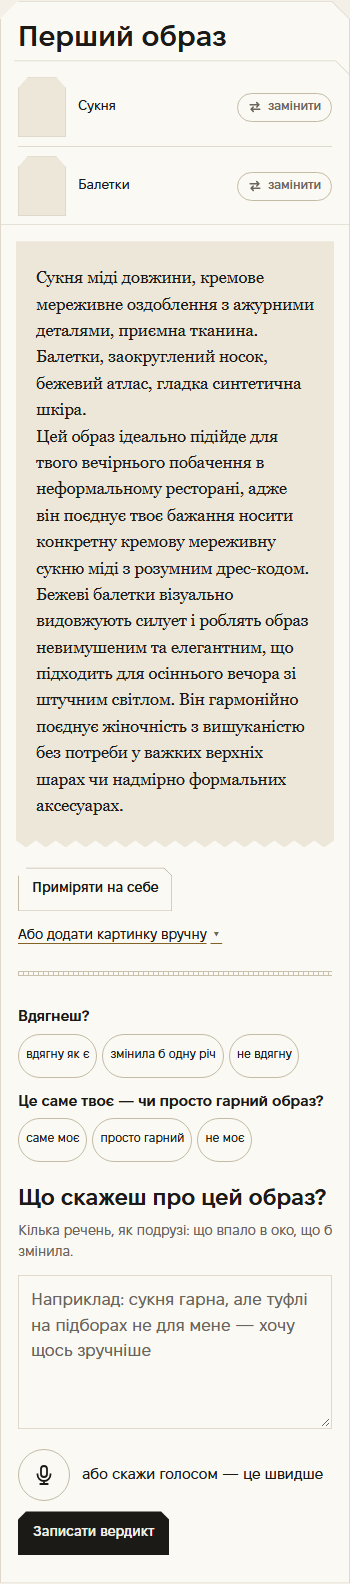 Перший образ
Сукня
замінити
Балетки
замінити
Сукня міді довжини, кремове
мереживне оздоблення з ажурними
деталями, приємна тканина.
Балетки, заокруглений носок,
бежевий атлас, гладка синтетична
шкіра.
Цей образ ідеально підійде для
твого вечірнього побачення в
неформальному ресторані, адже
він поєднує твоє бажання носити
конкретну кремову мереживну
сукню міді з розумним дрес-кодом.
Бежеві балетки візуально
видовжують силует і роблять образ
невимушеним та елегантним, що
підходить для осіннього вечора зі
штучним світлом. Він гармонійно
поєднує жіночність з вишуканістю
без потреби у важких верхніх
шарах чи надмірно формальних
аксесуарах.
Приміряти на себе
Або додати картинку вручну
Вдягнеш?
вдягну як є
змінила б одну річ
не вдягну
Це саме твоє — чи просто гарний образ?
саме моє
просто гарний
не моє
Що скажеш про цей образ?
Кілька речень, як подрузі: що впало в око, що б
змінила.
Наприклад: сукня гарна, але туфлі
на підборах не для мене — хочу
щось зручніше
або скажи голосом — це швидше
Записати вердикт